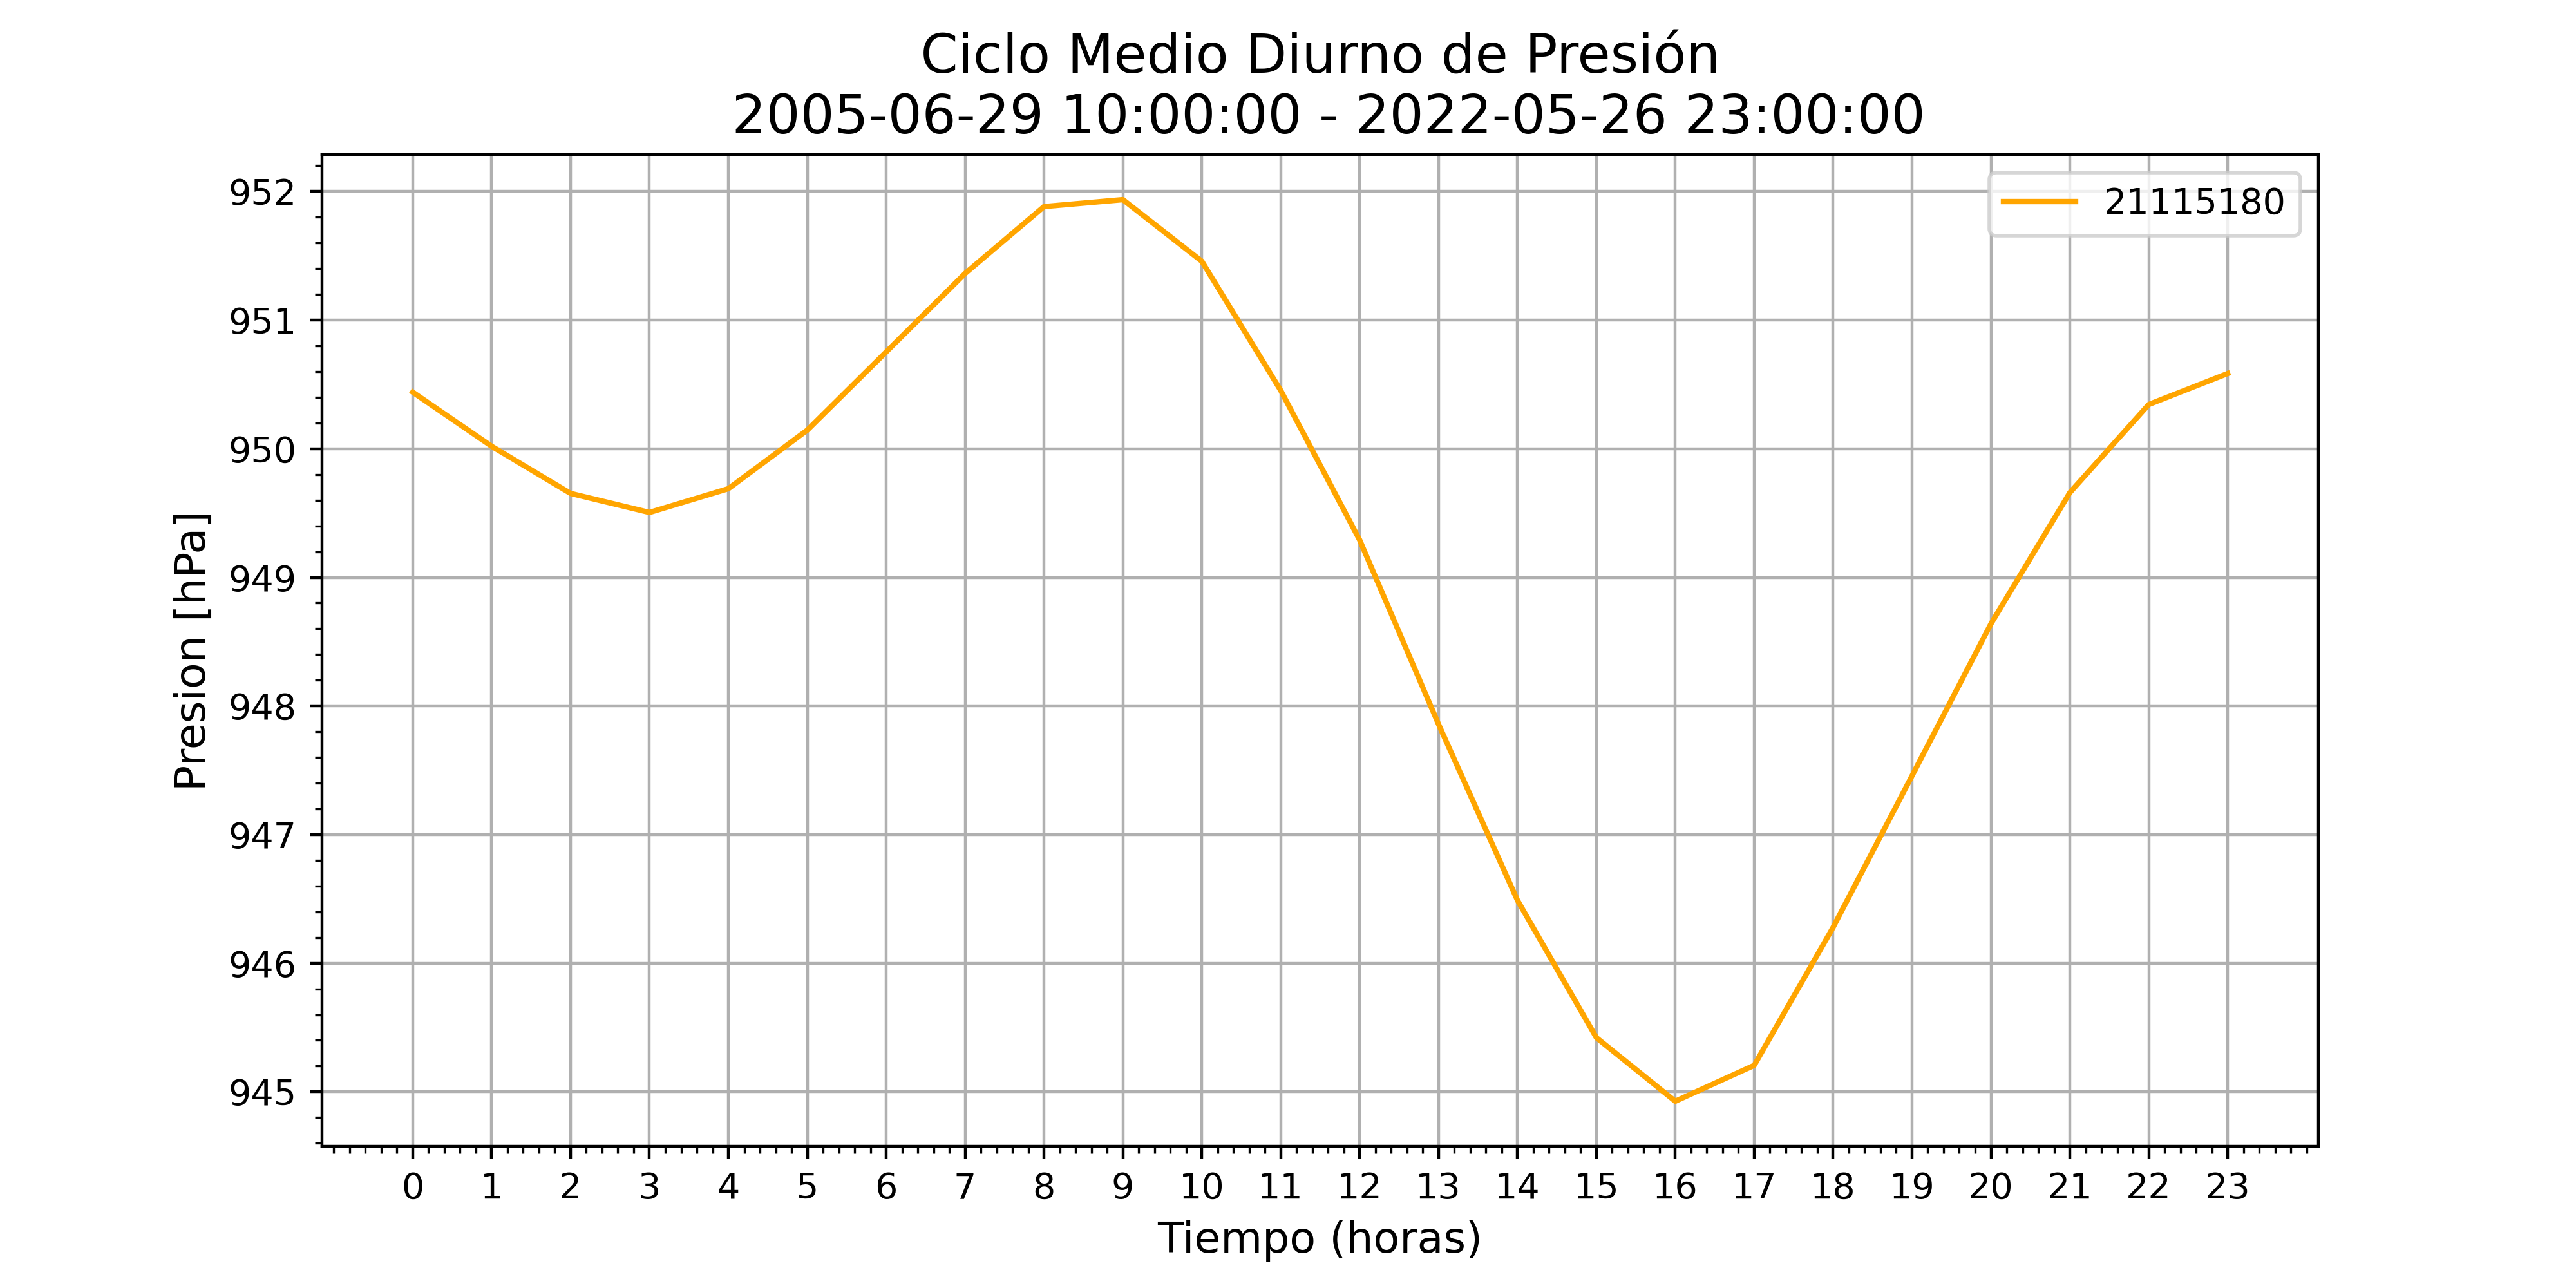 Ciclo Medio Diurno de Presión
2005-06-29 10:00:00 - 2022-05-26 23:00:00
21115180
952
951
950
949
948
947
946
945
Presion [hPa]
0 1 2 3 4 5 6 7 8 9 10 11 12 13 14 15 16 17 18 19 20 21 22 23
Tiempo (horas)